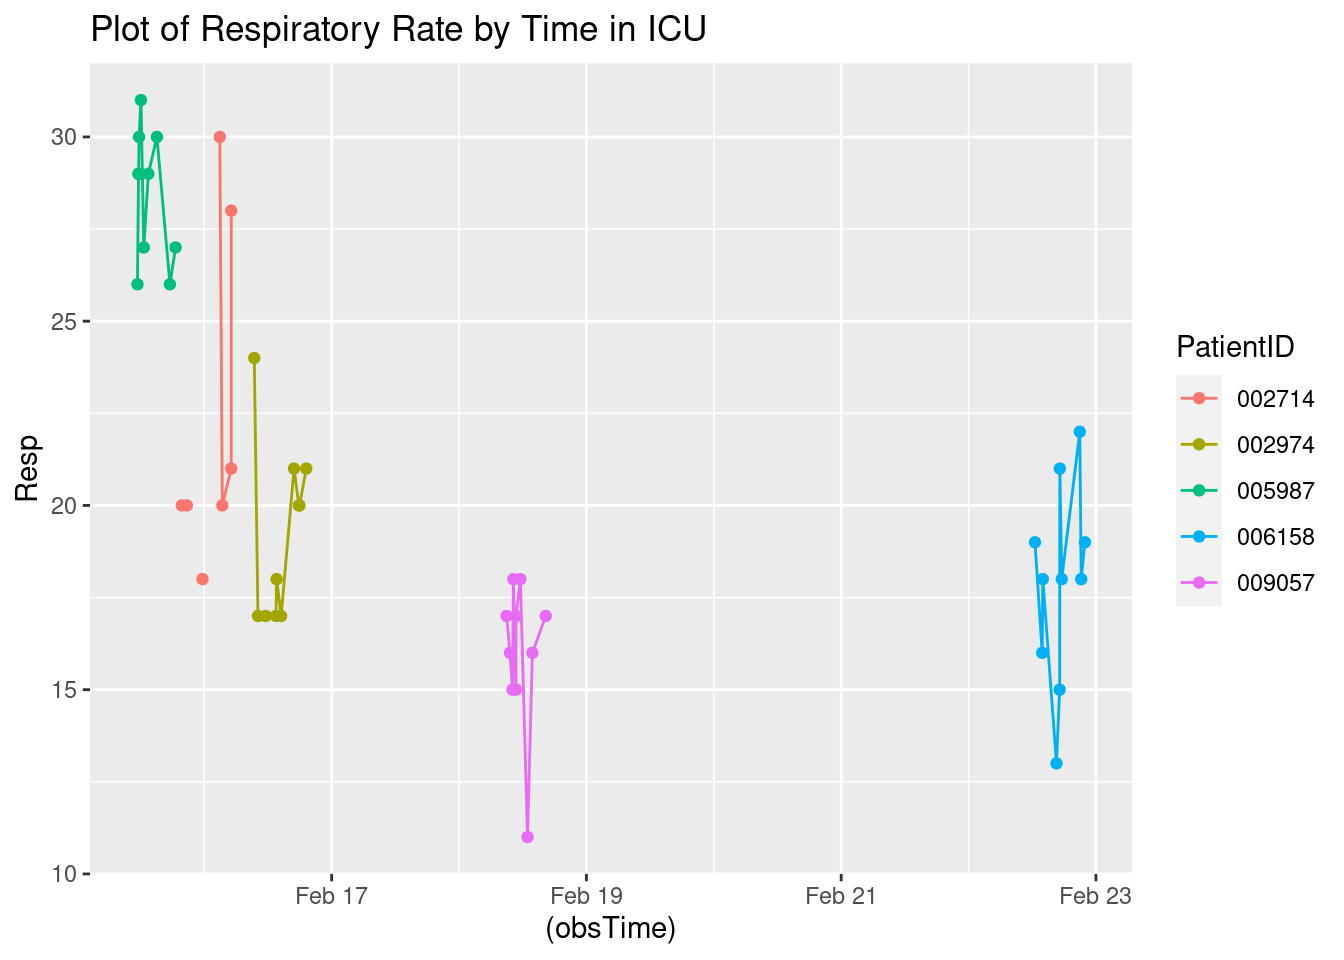 Plot of Respiratory Rate by Time in ICU
30
25
20
15
10
Resp
Feb 17
Feb 19
Feb 21
Feb 23
(obsTime)
PatientID
002714
002974
005987
006158
009057